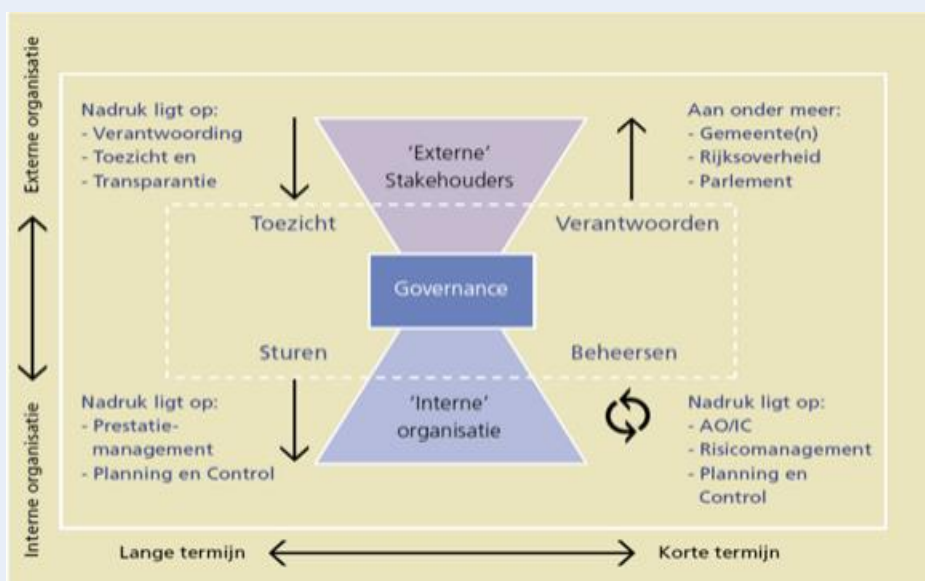 Externe organisatie
Interne organisatie
Nadruk ligt op:
- Verantwoording
- Toezicht en
- Transparantie
'Externe'
Stakehouders
Aan onder meer:
- Gemeente(n)
- Rijksoverheid
- Parlement
Toezicht
Verantwoorden
Governance
Sturen
Beheersen
Nadruk ligt op:
- Prestatie-
management
- Planning en Control
'Interne'
organisatie
Nadruk ligt op:
- AO/IC
- Risicomanagement
- Planning en
Control
Lange termijn
Korte termijn